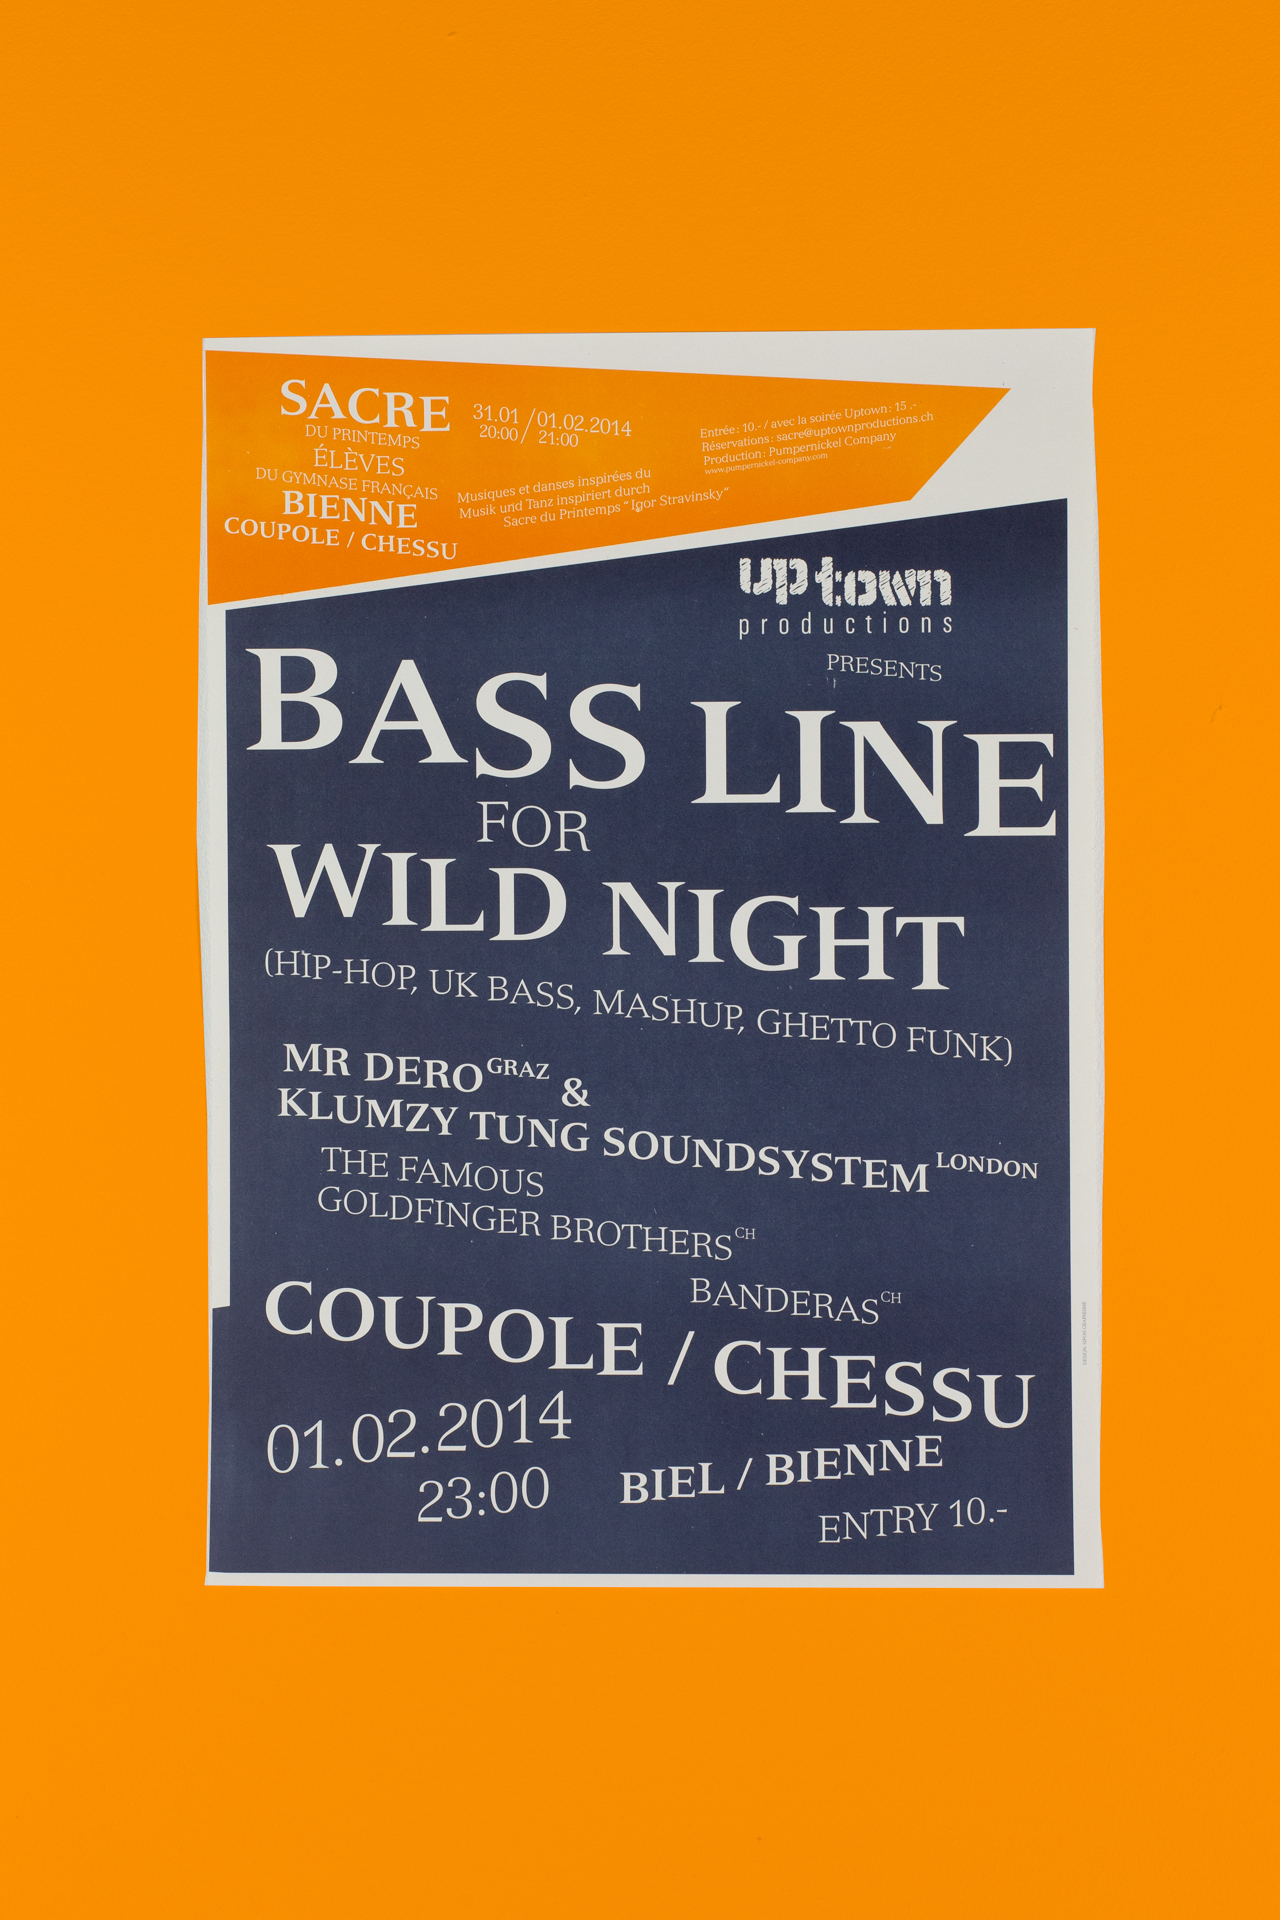 SACRE
DU PRINTEMPS
ÉLÈVES
DU GYMNASE FRANÇAIS
BIENNE
COUPOLE / CHESSU
31.01 / 01.02.2014
20:00 / 21:00
Musiques et danses inspirées du
Musik und Tanz inspiriert durch
Sacre du Printemps "Igor Stravinsky"
Entrée : 10.- / avec la soirée Uptown : 15 .-
Réservations : sacre@uptownproductions.ch
Production : Pumpernickel Company
www.pumpernickel-company.com
uptown
productions
PRESENTS
BASS LINE
FOR
WILD NIGHT
(HIP-HOP, UK BASS, MASHUP, GHETTO FUNK)
MR DERO GRAZ &
KLUMZY TUNG SOUNDSYSTEM LONDON
THE FAMOUS
GOLDFINGER BROTHERS CH
BANDERAS CH
COUPOLE / CHESSU
01.02.2014
23:00
BIEL / BIENNE
ENTRY 10.-